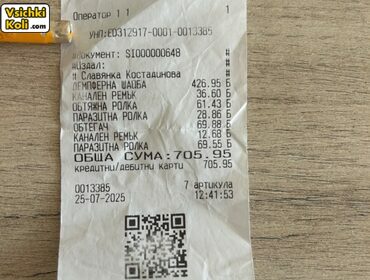 Vsichki
Koli.com
Оператор 1 1 1
УНП:ED312917-0001-0013385
#Документ: SI000000648 #
#Издал: #
# Славянка Костадинова #
ДЕМПФЕРНА ШАЙБА 426.95 Б
КАНАЛЕН РЕМЪК 36.60 Б
ОБТЯЖНА РОЛКА 61.43 Б
ПАРАЗИТНА РОЛКА 28.86 Б
ОБТЕГАЧ 69.88 Б
КАНАЛЕН РЕМЪК 12.68 Б
ПАРАЗИТНА РОЛКА 69.55 Б
ОБЩА СУМА:705.95
КРЕДИТНИ/ДЕБИТНИ КАРТИ 705.95
0013385 7 артикула
25-07-2025 12:41:53